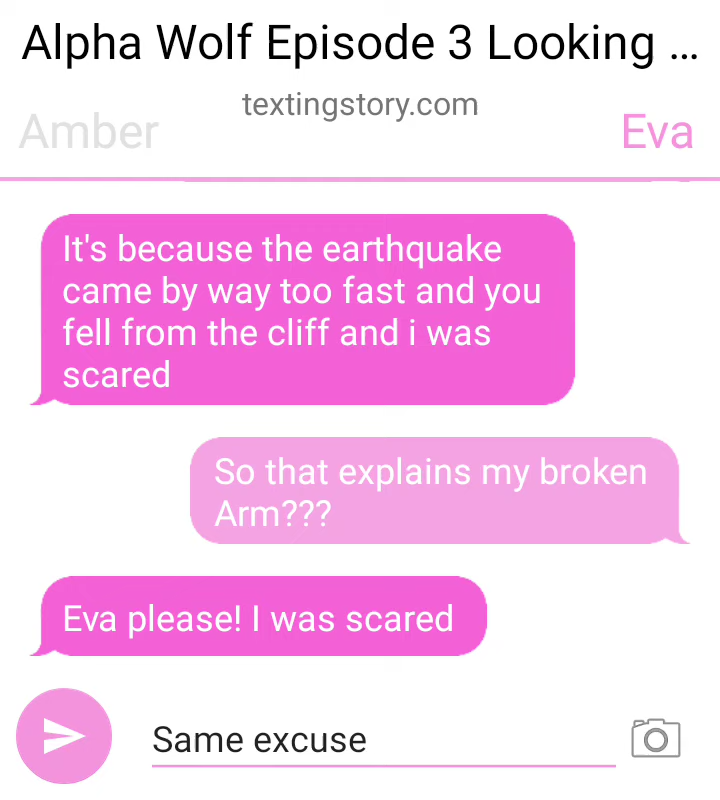 Alpha Wolf Episode 3 Looking ...
textingstory.com
Amber
Eva
It's because the earthquake
came by way too fast and you
fell from the cliff and i was
scared
So that explains my broken
Arm???
Eva please! I was scared
Same excuse